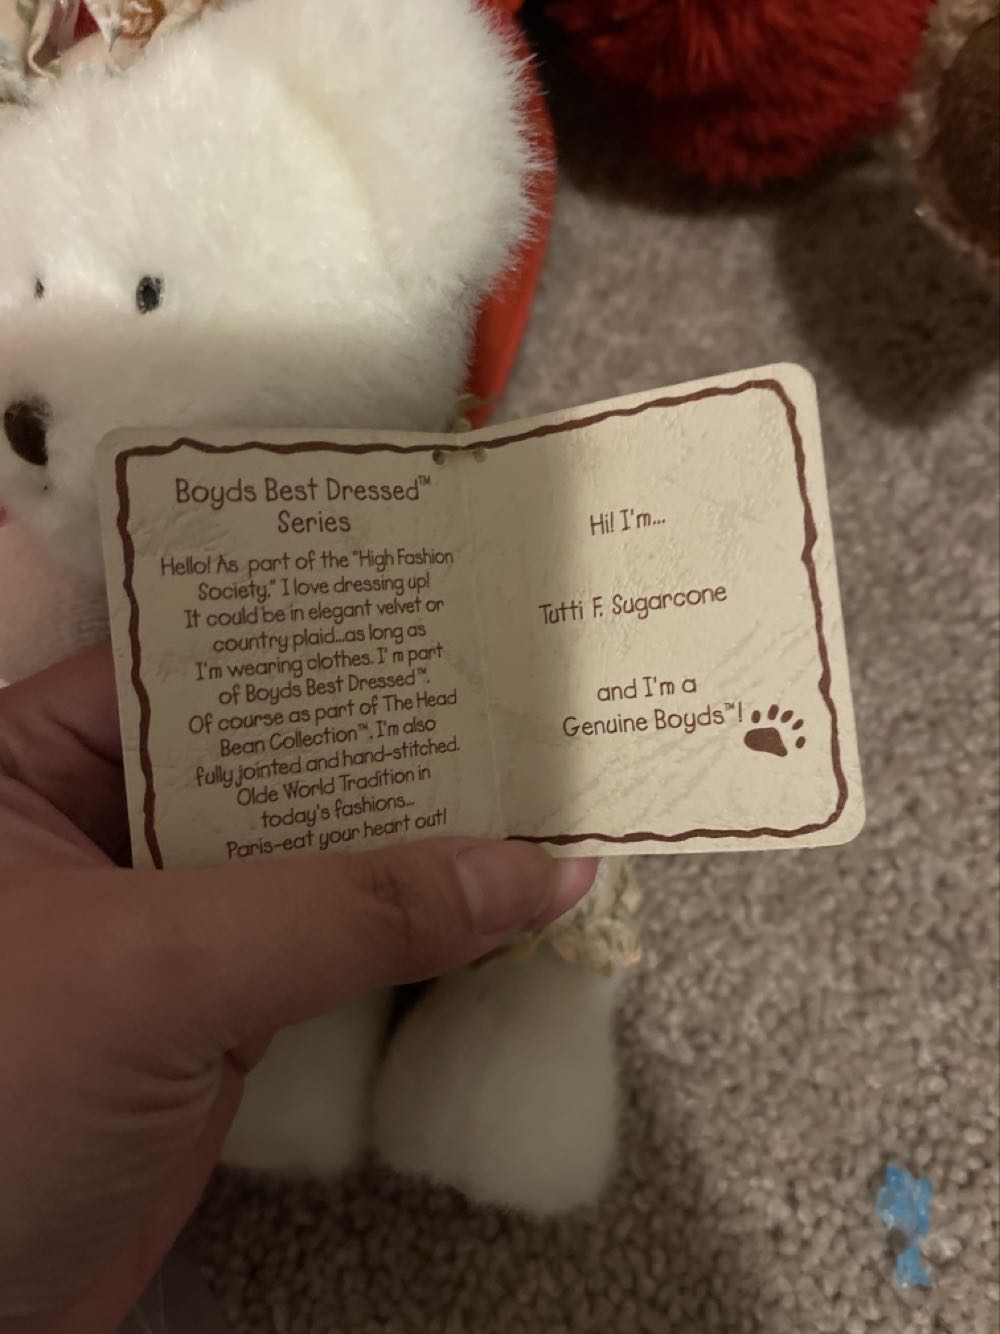 Boyds Best Dressed™
Series
Hello! As part of the "High Fashion
Society," I love dressing up!
It could be in elegant velvet or
country plaid...as long as
I'm wearing clothes. I'm part
of Boyds Best Dressed™.
Of course as part of The Head
Bean Collection™, I'm also
fully jointed and hand-stitched.
Olde World Tradition in
today's fashions...
Paris-eat your heart out!
Hi! I'm...
Tutti F. Sugarcone
and I'm a
Genuine Boyds™!